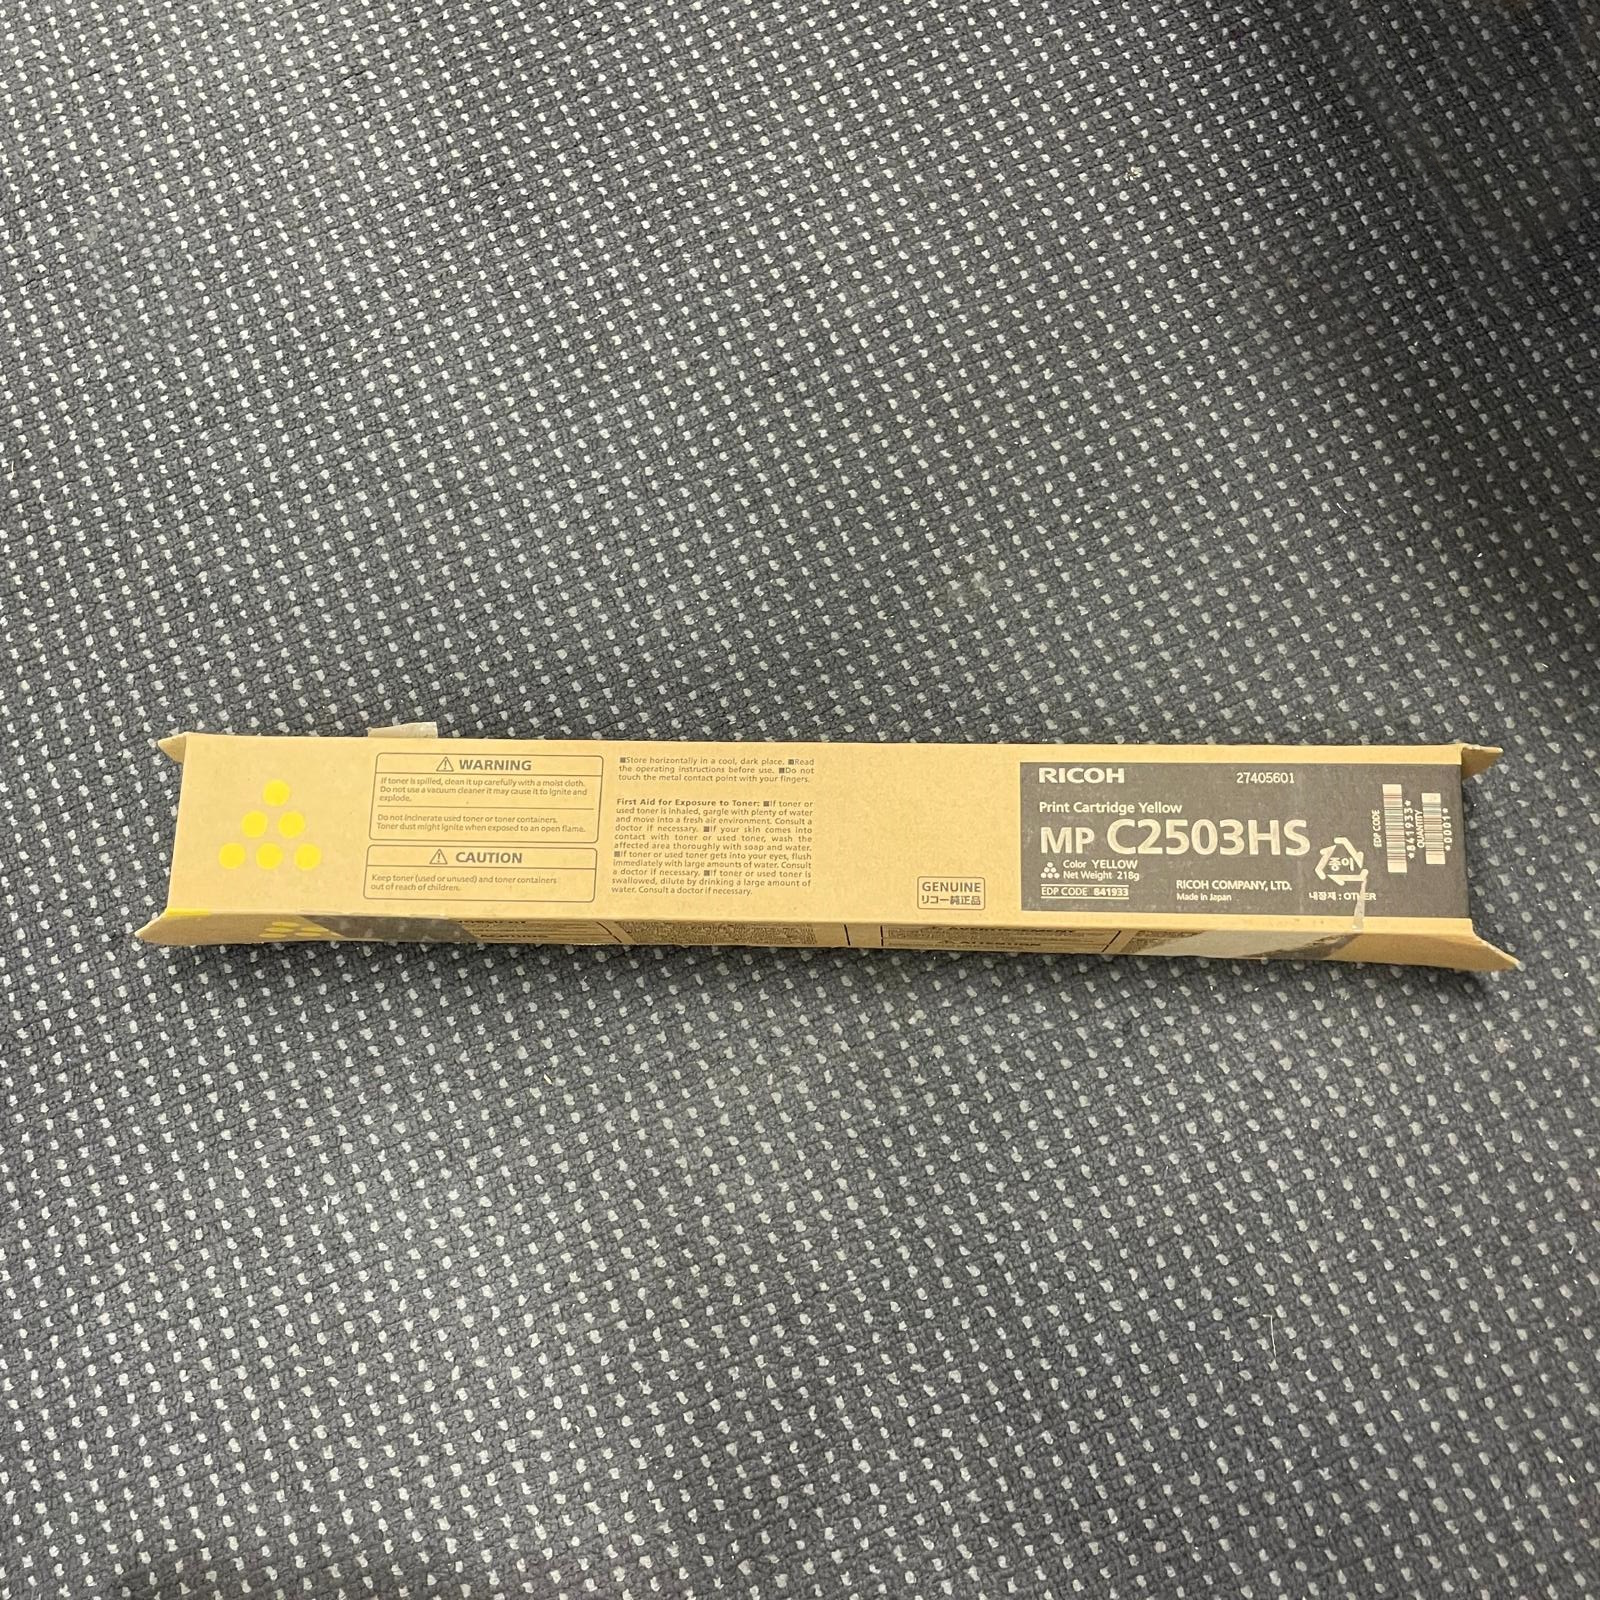 WARNING
If toner is spilled, clean it up carefully with a moist cloth.
Do not use a vacuum cleaner it may cause it to ignite and
explode.
Do not incinerate used toner or toner containers.
Toner dust might ignite when exposed to an open flame.
CAUTION
Keep toner (used or unused) and toner containers
out of reach of children.
■Store horizontally in a cool, dark place. ■Read
the operating instructions before use. ■Do not
touch the metal contact point with your fingers.
First Aid for Exposure to Toner: ■If toner or
used toner is inhaled, gargle with plenty of water
and move into a fresh air environment. Consult a
doctor if necessary. ■If your skin comes into
contact with toner or used toner, wash the
affected area thoroughly with soap and water.
■If toner or used toner gets into your eyes, flush
immediately with large amounts of water. Consult
a doctor if necessary. ■If toner or used toner is
swallowed, dilute by drinking a large amount of
water. Consult a doctor if necessary.
GENUINE
リコー純正品
RICOH
27405601
Print Cartridge Yellow
MP C2503HS
Color YELLOW
Net Weight 218g
EDP CODE 841933
RICOH COMPANY, LTD.
Made in Japan
종이
내장재 : OTHER
EDP CODE
*841933*
QUANTITY
*0001*
AVERTISSEMENT
ATTENTION